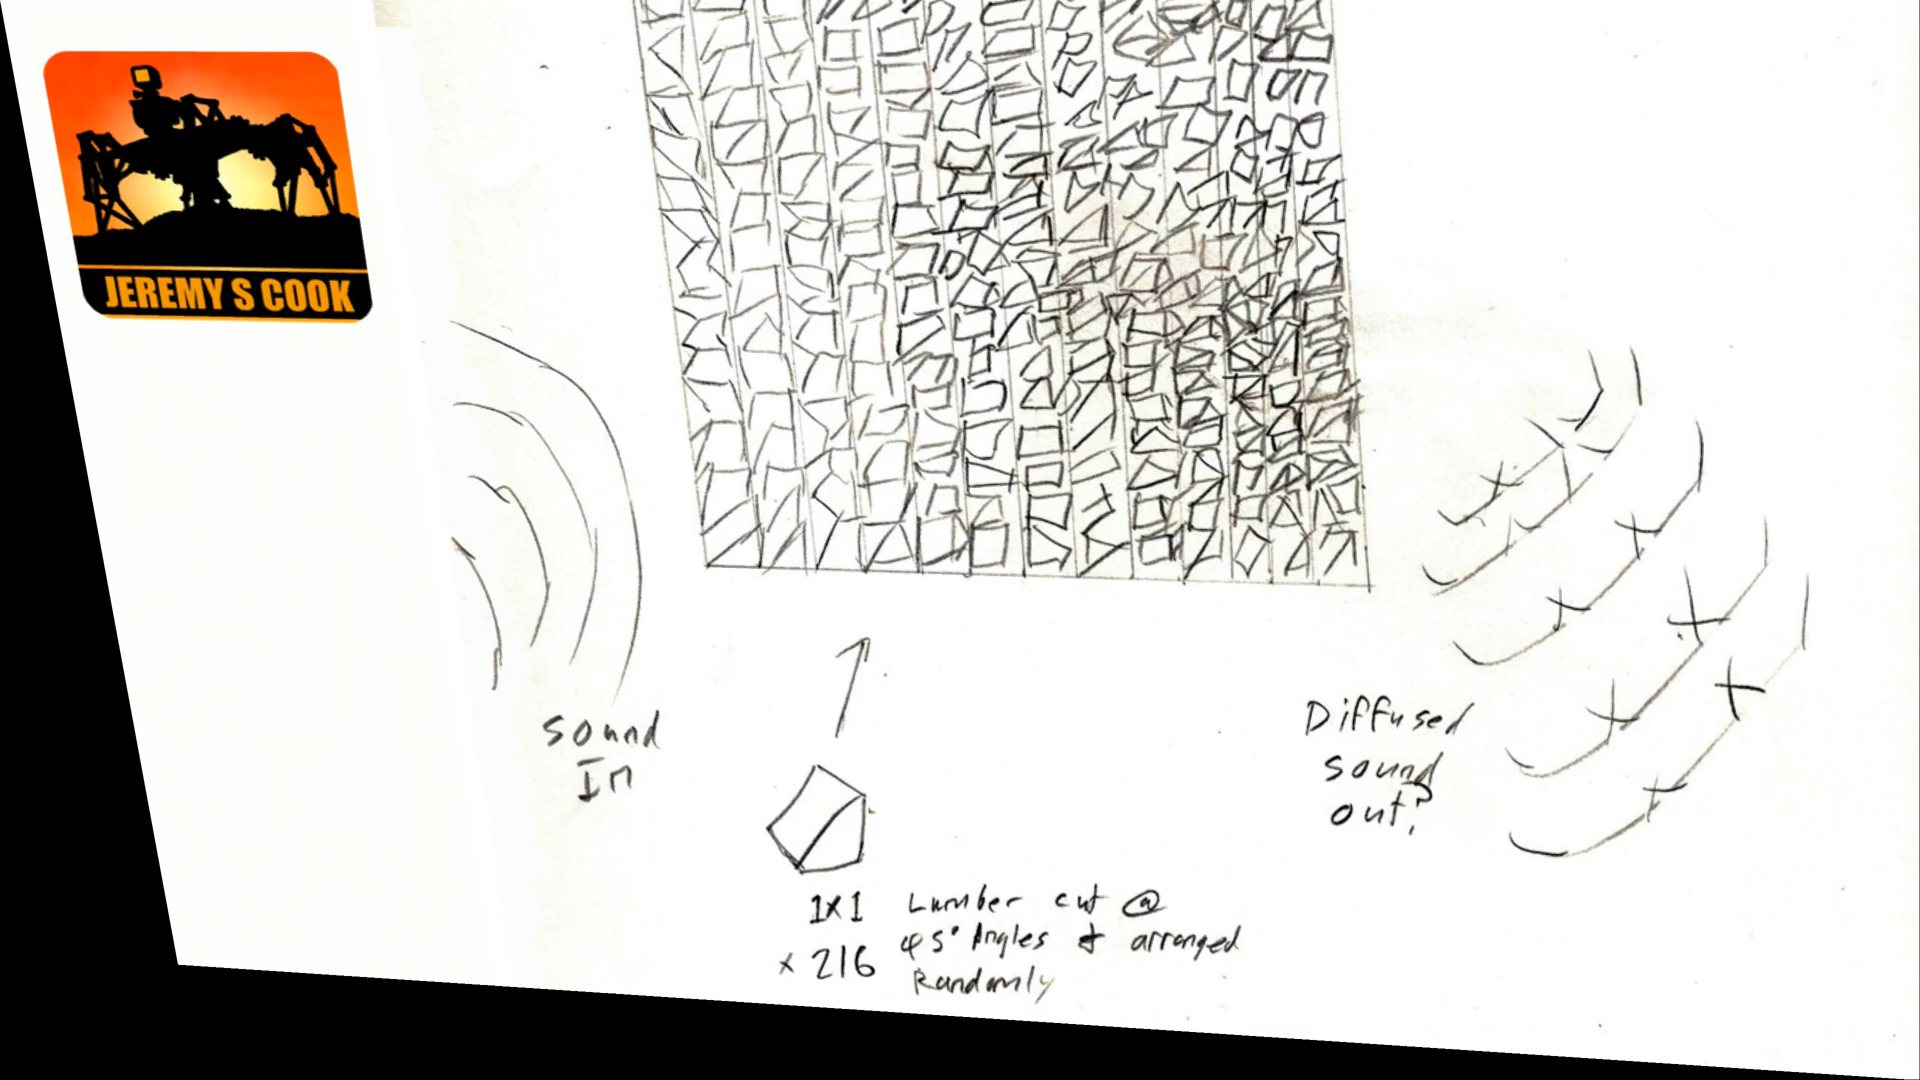 JEREMY S COOK
Sound
In
Diffused
sound
out?
1X1
x 216
Lumber cut @
45° Angles & arranged
Randomly